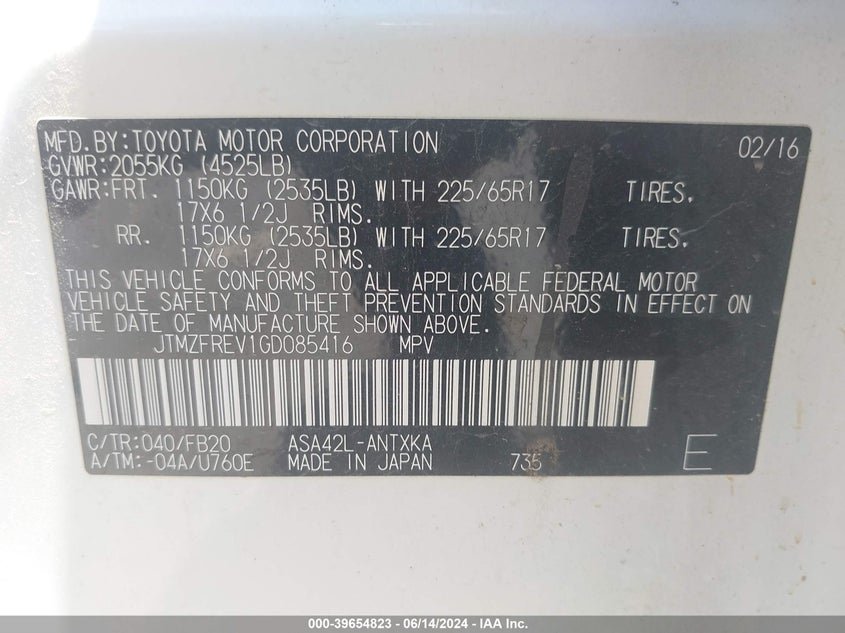 MFD.BY:TOYOTA MOTOR CORPORATION 02/16
GVWR:2055KG (4525LB)
GAWR:FRT. 1150KG (2535LB) WITH 225/65R17 TIRES.
17X6 1/2J RIMS.
RR. 1150KG (2535LB) WITH 225/65R17 TIRES.
17X6 1/2J RIMS.
THIS VEHICLE CONFORMS TO ALL APPLICABLE FEDERAL MOTOR
VEHICLE SAFETY AND THEFT PREVENTION STANDARDS IN EFFECT ON
THE DATE OF MANUFACTURE SHOWN ABOVE.
JTMZFREV1GD085416 MPV
C/TR:040/FB20 ASA42L-ANTXKA
A/TM:-04A/U760E MADE IN JAPAN 735 E
000-39654823 - 06/14/2024 - IAA Inc.